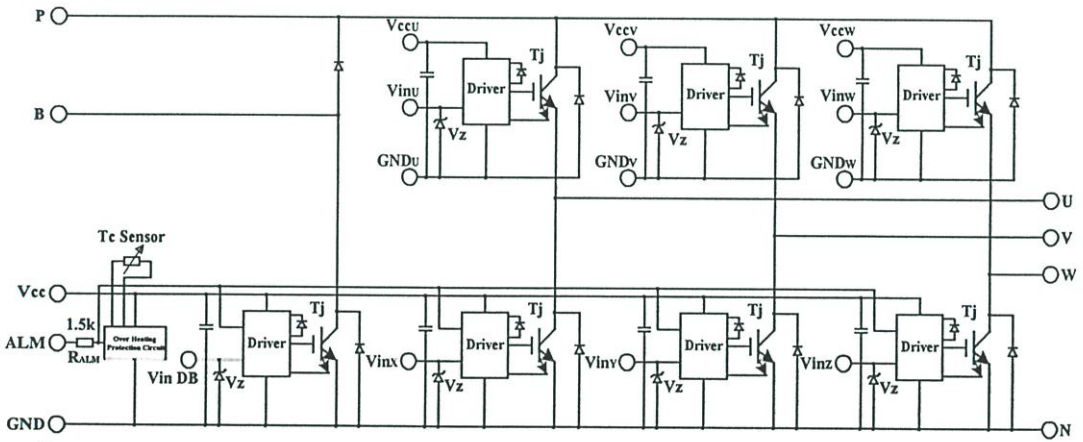 P
VccU
VccV
VccW
Tj
Tj
Tj
Driver
Driver
Driver
VinU
VinV
VinW
B
Vz
Vz
Vz
GNDU
GNDV
GNDW
U
V
W
Tc Sensor
Vcc
Tj
Tj
Tj
Tj
1.5k
ALM
RALM
Over Heating
Protection Circuit
Driver
Driver
Driver
Driver
Vin DB
VinX
VinY
VinZ
Vz
Vz
Vz
Vz
GND
N